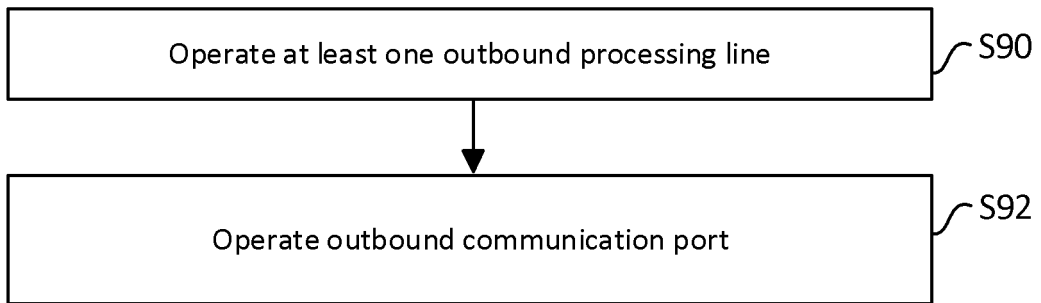 Operate at least one outbound processing line
S90
Operate outbound communication port
S92